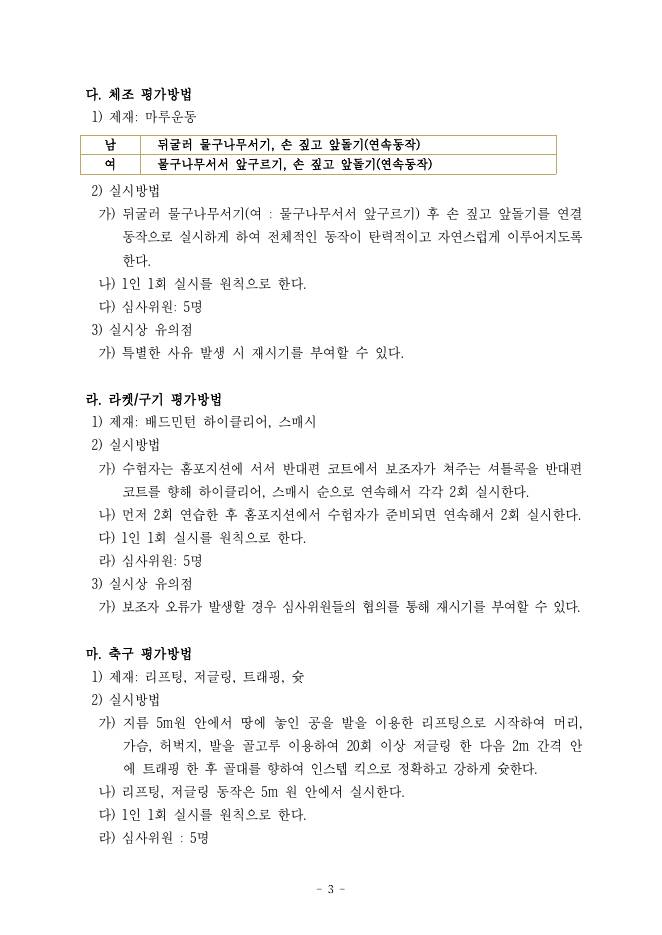 다. 체조 평가방법
1) 제재: 마루운동
남 뒤굴러 물구나무서기, 손 짚고 앞돌기(연속동작)
여 물구나무서서 앞구르기, 손 짚고 앞돌기(연속동작)
2) 실시방법
가) 뒤굴러 물구나무서기(여 : 물구나무서서 앞구르기) 후 손 짚고 앞돌기를 연결
동작으로 실시하게 하여 전체적인 동작이 탄력적이고 자연스럽게 이루어지도록
한다.
나) 1인 1회 실시를 원칙으로 한다.
다) 심사위원: 5명
3) 실시상 유의점
가) 특별한 사유 발생 시 재시기를 부여할 수 있다.
라. 라켓/구기 평가방법
1) 제재: 배드민턴 하이클리어, 스매시
2) 실시방법
가) 수험자는 홈포지션에 서서 반대편 코트에서 보조자가 쳐주는 셔틀콕을 반대편
코트를 향해 하이클리어, 스매시 순으로 연속해서 각각 2회 실시한다.
나) 먼저 2회 연습한 후 홈포지션에서 수험자가 준비되면 연속해서 2회 실시한다.
다) 1인 1회 실시를 원칙으로 한다.
라) 심사위원: 5명
3) 실시상 유의점
가) 보조자 오류가 발생할 경우 심사위원들의 협의를 통해 재시기를 부여할 수 있다.
마. 축구 평가방법
1) 제재: 리프팅, 저글링, 트래핑, 슛
2) 실시방법
가) 지름 5m원 안에서 땅에 놓인 공을 발을 이용한 리프팅으로 시작하여 머리,
가슴, 허벅지, 발을 골고루 이용하여 20회 이상 저글링 한 다음 2m 간격 안
에 트래핑 한 후 골대를 향하여 인스텝 킥으로 정확하고 강하게 슛한다.
나) 리프팅, 저글링 동작은 5m 원 안에서 실시한다.
다) 1인 1회 실시를 원칙으로 한다.
라) 심사위원 : 5명
- 3 -